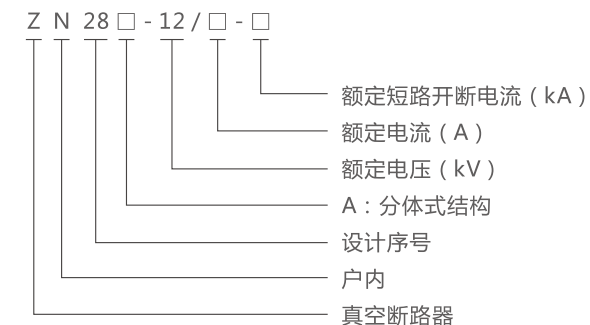 Z N 28 □ - 12 / □ - □
额定短路开断电流 ( kA )
额定电流 ( A )
额定电压 ( kV )
A：分体式结构
设计序号
户内
真空断路器